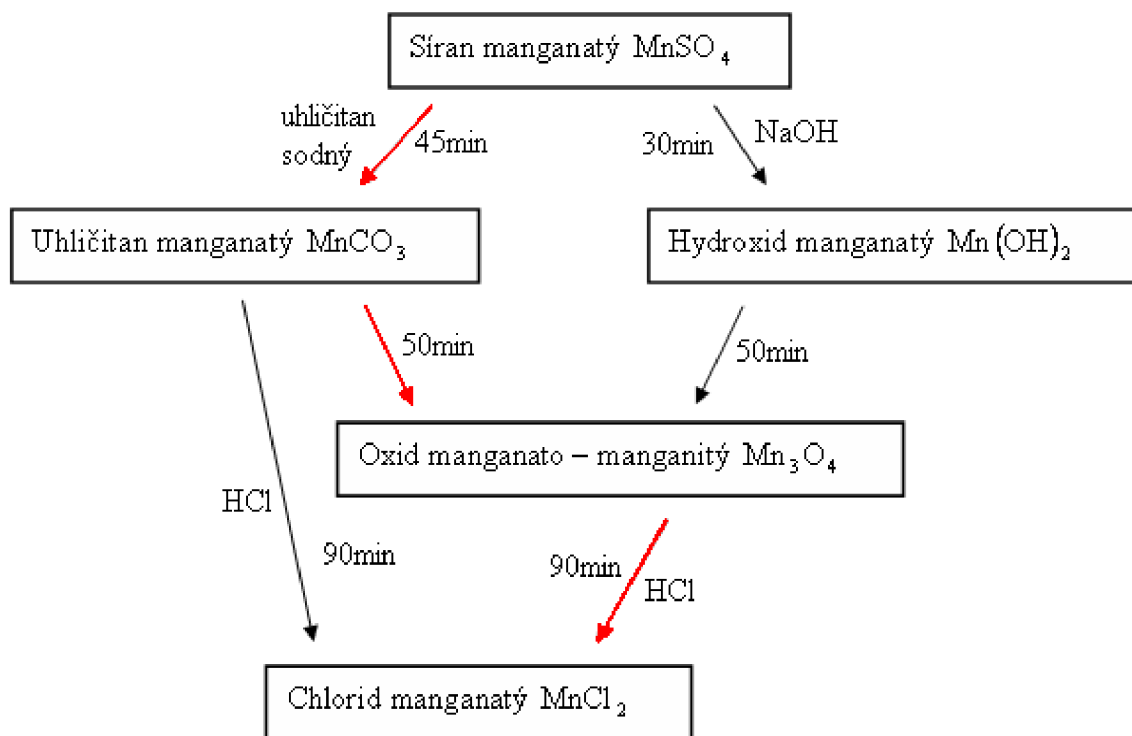 Síran manganatý MnSO₄
uhličitan
sodný
45min
30min
NaOH
Uhličitan manganatý MnCO₃
Hydroxid manganatý Mn(OH)₂
50min
50min
Oxid manganato – manganitý Mn₃O₄
HCl
90min
90min
HCl
Chlorid manganatý MnCl₂